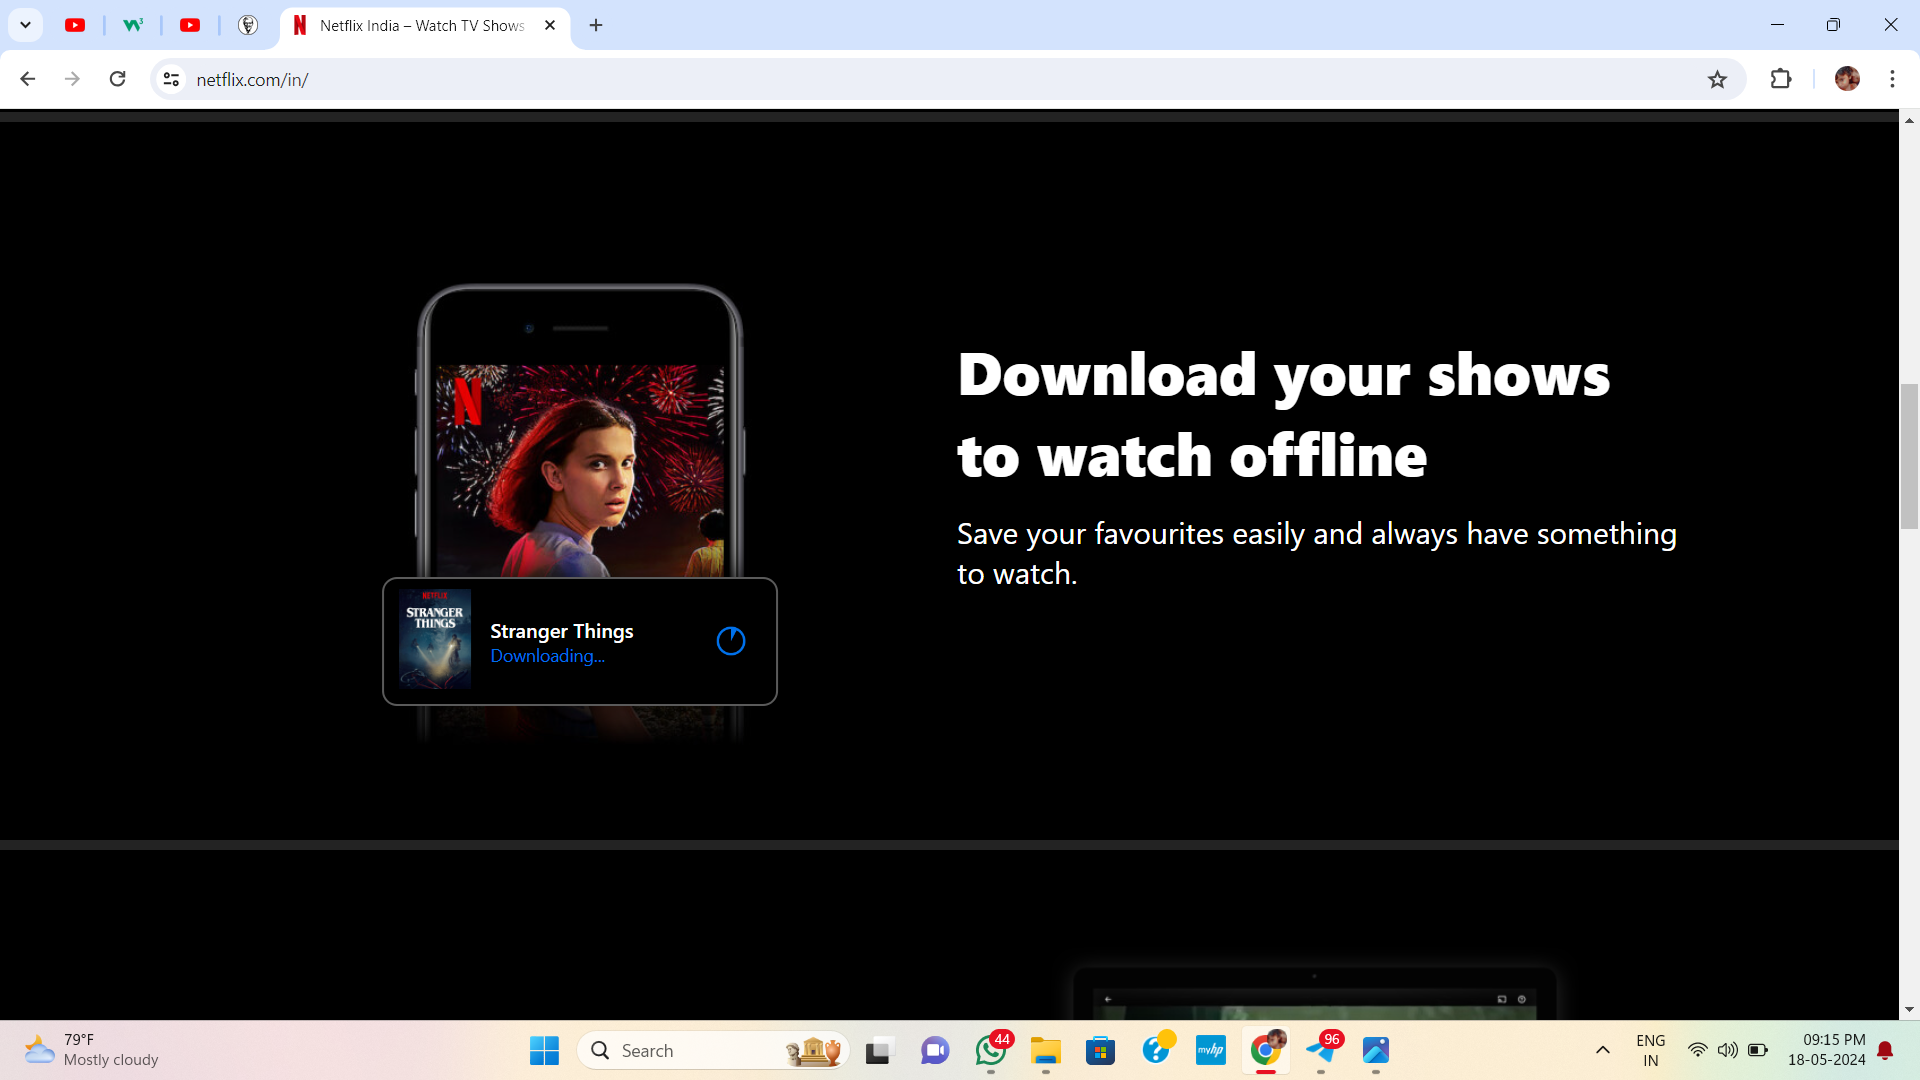 Netflix India – Watch TV Shows
netflix.com/in/
Download your shows
to watch offline
Save your favourites easily and always have something
to watch.
NETFLIX
STRANGER
THINGS
Stranger Things
Downloading...
79°F
Mostly cloudy
Search
44
myhp
96
ENG
IN
09:15 PM
18-05-2024